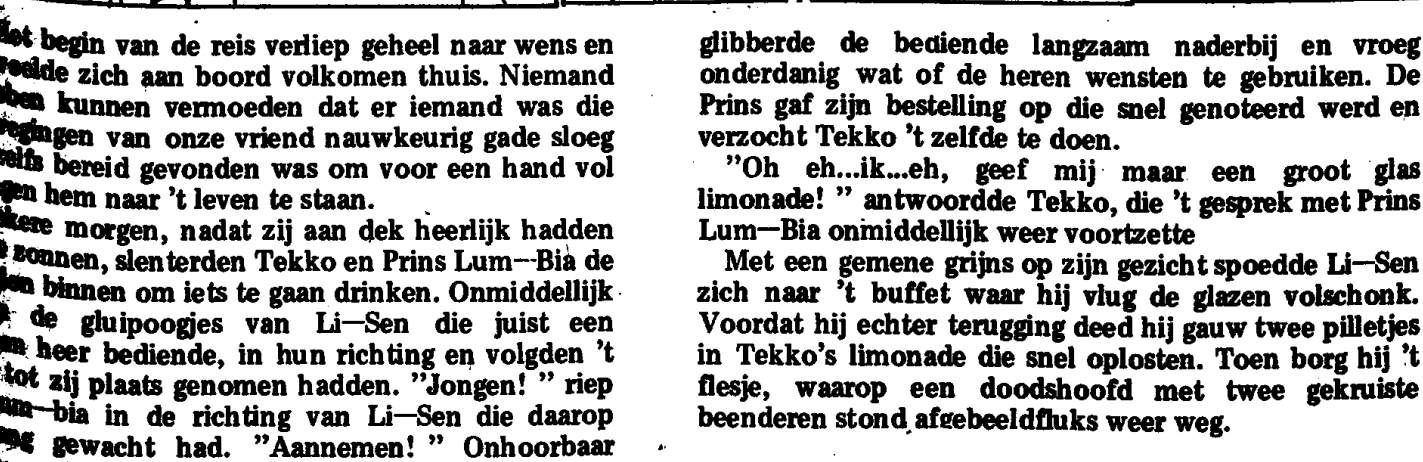 Het begin van de reis verliep geheel naar wens en
voelde zich aan boord volkomen thuis. Niemand
kunnen vermoeden dat er iemand was die
van onze vriend nauwkeurig gade sloeg
zelfs bereid gevonden was om voor een hand vol
hem naar 't leven te staan.
morgen, nadat zij aan dek heerlijk hadden
zonnen, slenterden Tekko en Prins Lum—Bia de
binnen om iets te gaan drinken. Onmiddellijk
de gluipoogjes van Li—Sen die juist een
heer bediende, in hun richting en volgden 't
tot zij plaats genomen hadden. "Jongen! " riep
bia in de richting van Li—Sen die daarop
gewacht had. "Aannemen! " Onhoorbaar
glibberde de bediende langzaam naderbij en vroeg
onderdanig wat of de heren wensten te gebruiken. De
Prins gaf zijn bestelling op die snel genoteerd werd en
verzocht Tekko 't zelfde te doen.
"Oh eh...ik...eh, geef mij maar een groot glas
limonade! " antwoordde Tekko, die 't gesprek met Prins
Lum—Bia onmiddellijk weer voortzette
Met een gemene grijns op zijn gezicht spoedde Li—Sen
zich naar 't buffet waar hij vlug de glazen volschonk.
Voordat hij echter terugging deed hij gauw twee pilletjes
in Tekko's limonade die snel oplosten. Toen borg hij 't
flesje, waarop een doodshoofd met twee gekruiste
beenderen stond afgebeeldfluks weer weg.